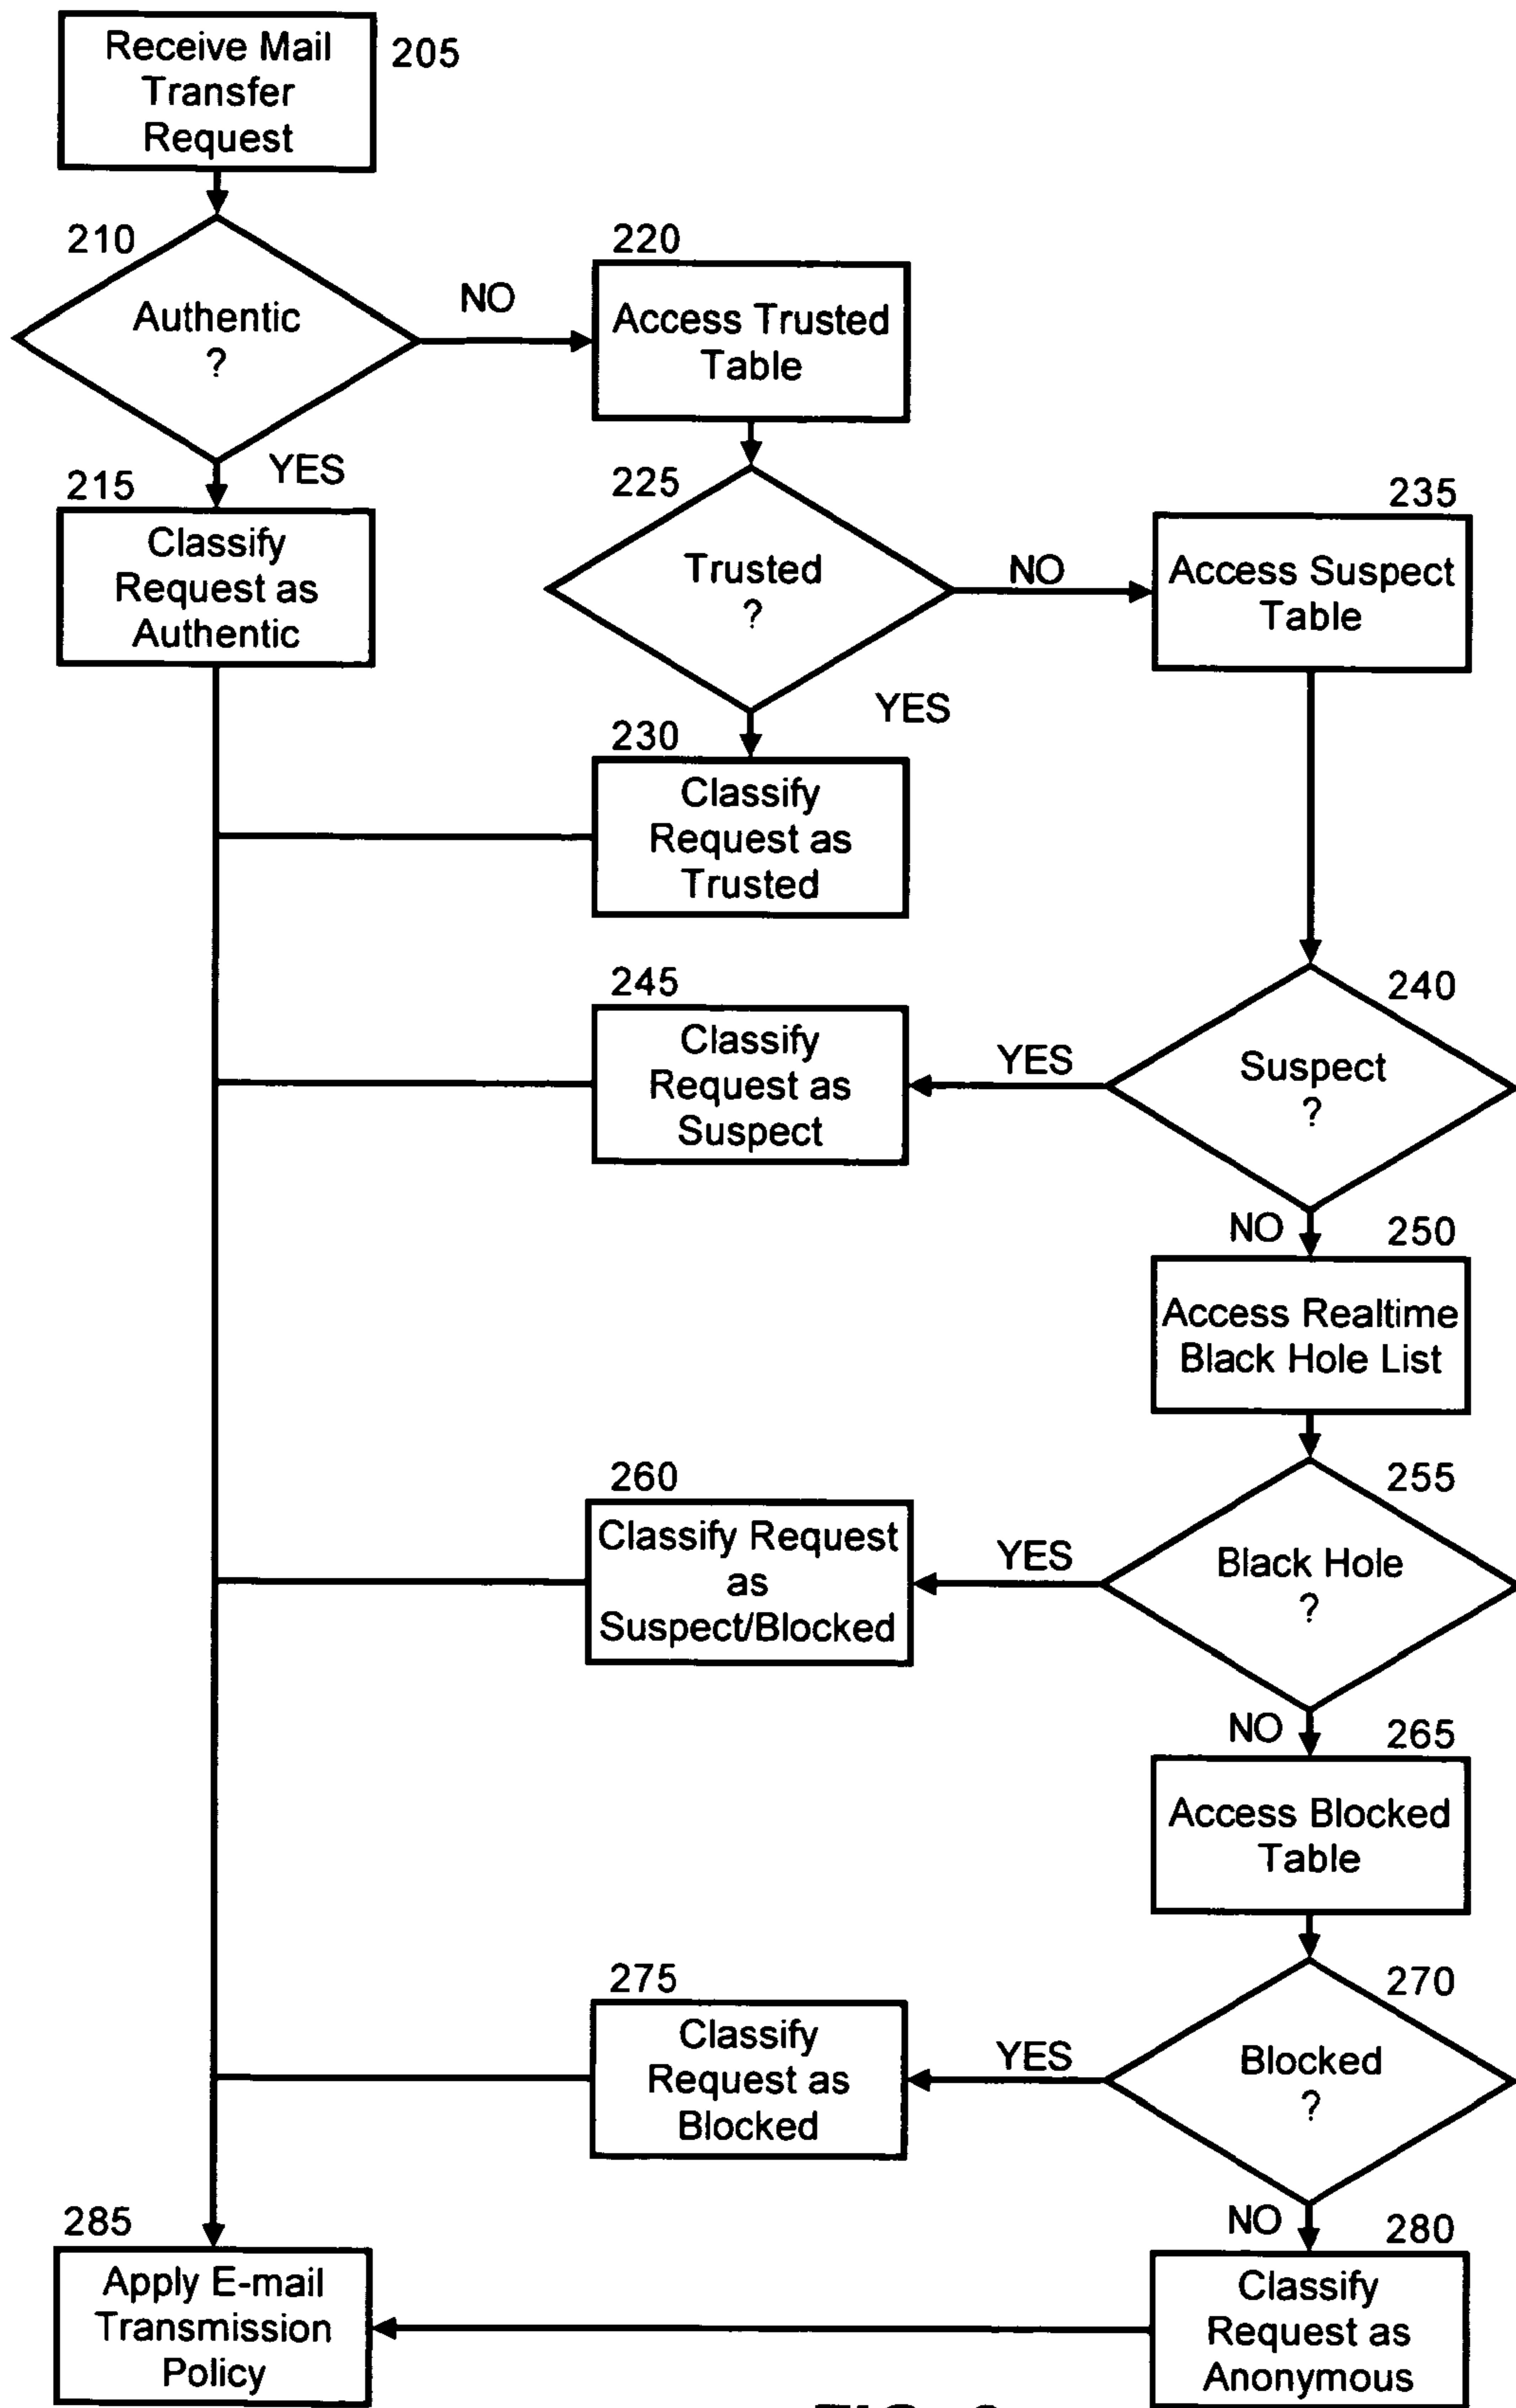 Receive Mail
Transfer
Request
205
210
Authentic
?
NO
YES
220
Access Trusted
Table
215
Classify
Request as
Authentic
225
Trusted
?
NO
YES
235
Access Suspect
Table
230
Classify
Request as
Trusted
240
Suspect
?
YES
NO
245
Classify
Request as
Suspect
250
Access Realtime
Black Hole List
255
Black Hole
?
YES
NO
260
Classify Request
as
Suspect/Blocked
265
Access Blocked
Table
270
Blocked
?
YES
NO
275
Classify
Request as
Blocked
280
Classify
Request as
Anonymous
285
Apply E-mail
Transmission
Policy